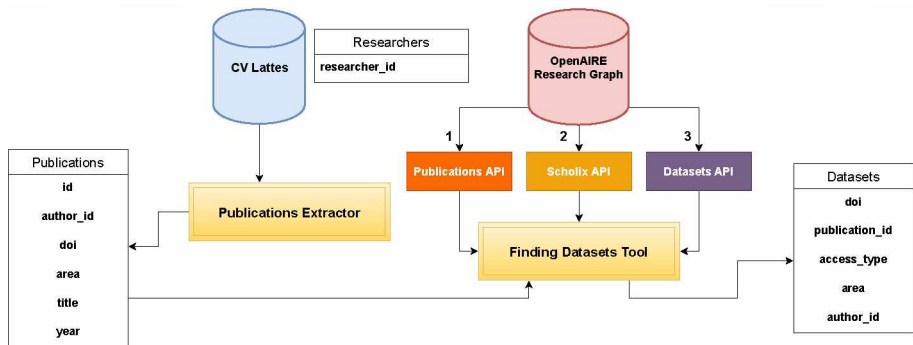 CV Lattes
Researchers
researcher_id
OpenAIRE
Research Graph
1
2
3
Publications API
Scholix API
Datasets API
Publications
id
author_id
doi
area
title
year
Publications Extractor
Finding Datasets Tool
Datasets
doi
publication_id
access_type
area
author_id